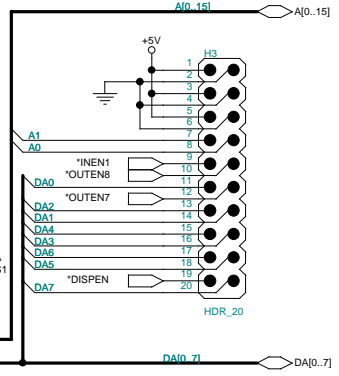 A[0..15]
A[0..15]
+5V
H3
1
2
3
4
5
6
A1
7
A0
8
*INEN1
9
*OUTEN8
10
DA0
11
*OUTEN7
12
DA2
13
DA1
14
DA4
15
DA3
16
DA6
17
DA5
18
*DISPEN
19
DA7
20
HDR_20
DA[0..7]
DA[0..7]